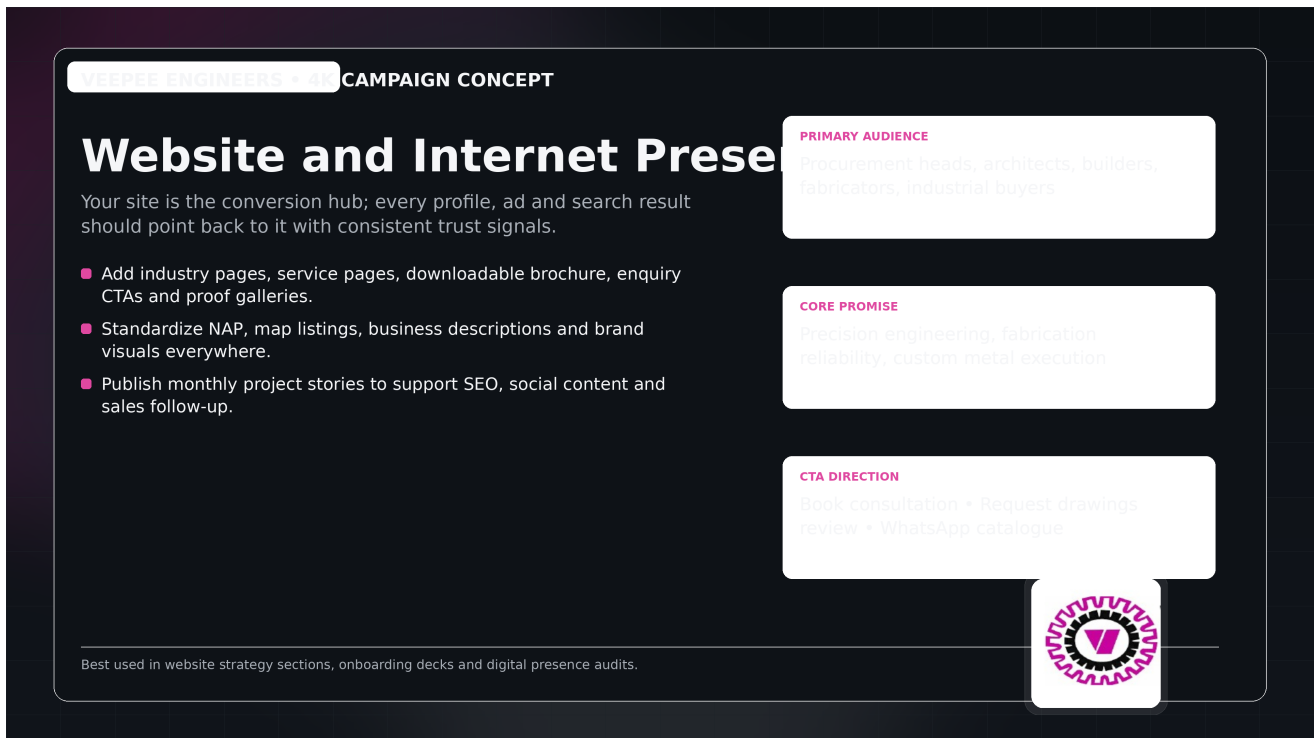 VEEPEE ENGINEERS • 4K CAMPAIGN CONCEPT
Website and Internet Prese
Your site is the conversion hub; every profile, ad and search result
should point back to it with consistent trust signals.
Add industry pages, service pages, downloadable brochure, enquiry
CTAs and proof galleries.
Standardize NAP, map listings, business descriptions and brand
visuals everywhere.
Publish monthly project stories to support SEO, social content and
sales follow-up.
PRIMARY AUDIENCE
Procurement heads, architects, builders,
fabricators, industrial buyers
CORE PROMISE
Precision engineering, fabrication
reliability, custom metal execution
CTA DIRECTION
Book consultation • Request drawings
review • WhatsApp catalogue
Best used in website strategy sections, onboarding decks and digital presence audits.